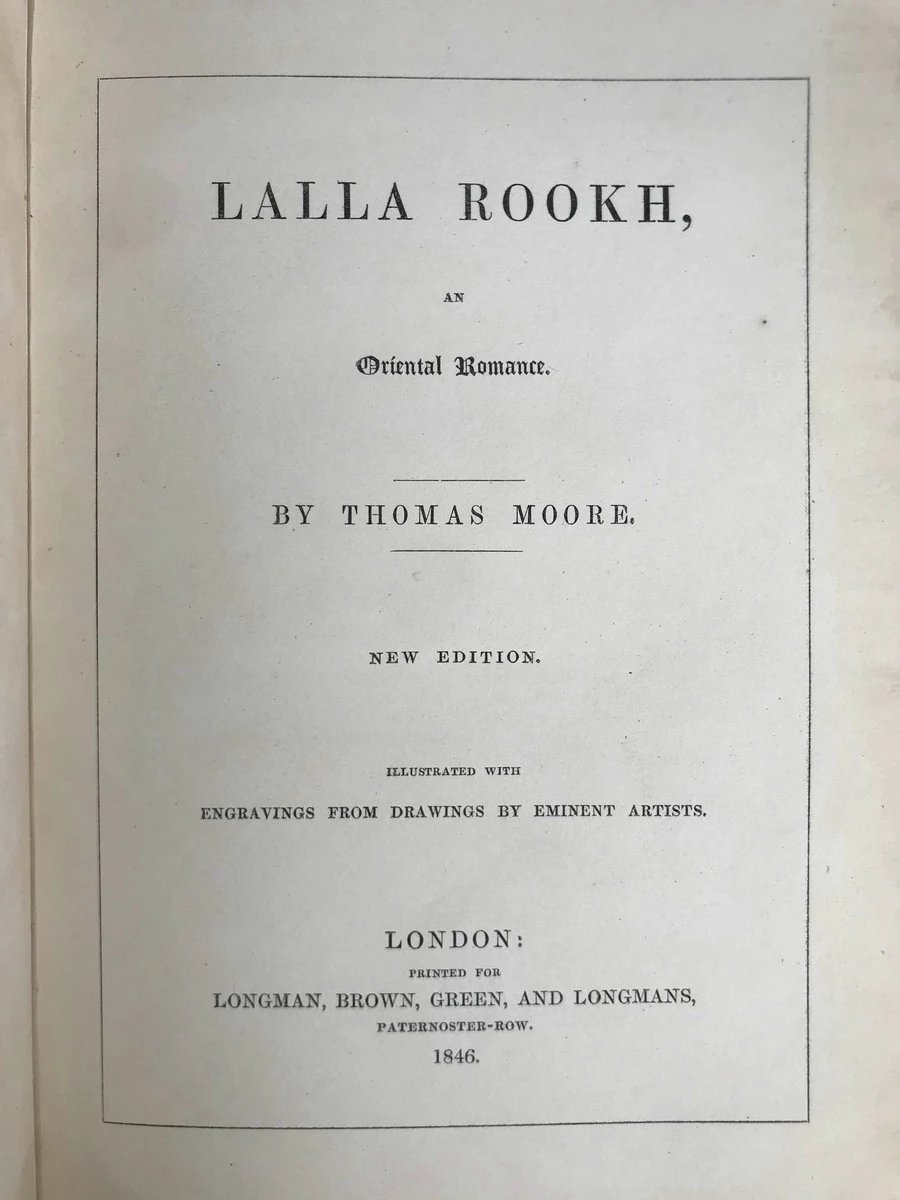 LALLA ROOKH,
AN
Oriental Romance.
BY THOMAS MOORE.
NEW EDITION.
ILLUSTRATED WITH
ENGRAVINGS FROM DRAWINGS BY EMINENT ARTISTS.
LONDON:
PRINTED FOR
LONGMAN, BROWN, GREEN, AND LONGMANS,
PATERNOSTER-ROW.
1846.